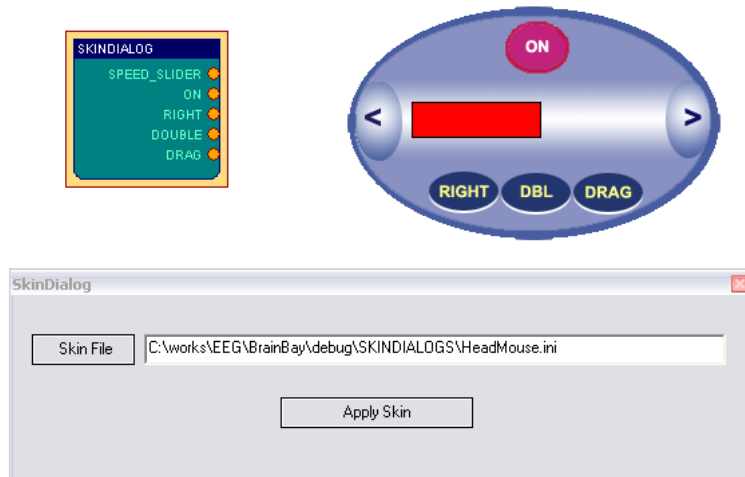 SKINDIALOG
SPEED_SLIDER
ON
RIGHT
DOUBLE
DRAG
ON
< >
RIGHT DBL DRAG
SkinDialog
Skin File C:\works\EEG\BrainBay\debug\SKINDIALOGS\HeadMouse.ini
Apply Skin